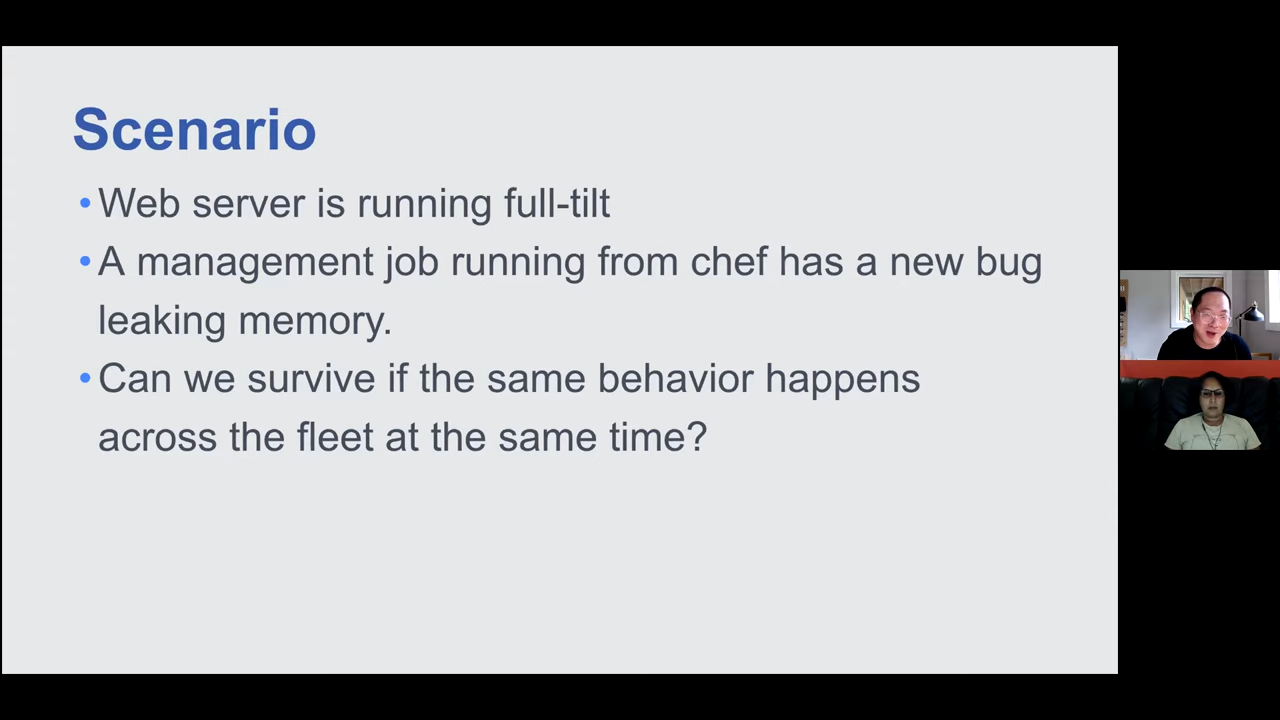 Scenario
• Web server is running full-tilt
• A management job running from chef has a new bug
leaking memory.
• Can we survive if the same behavior happens
across the fleet at the same time?